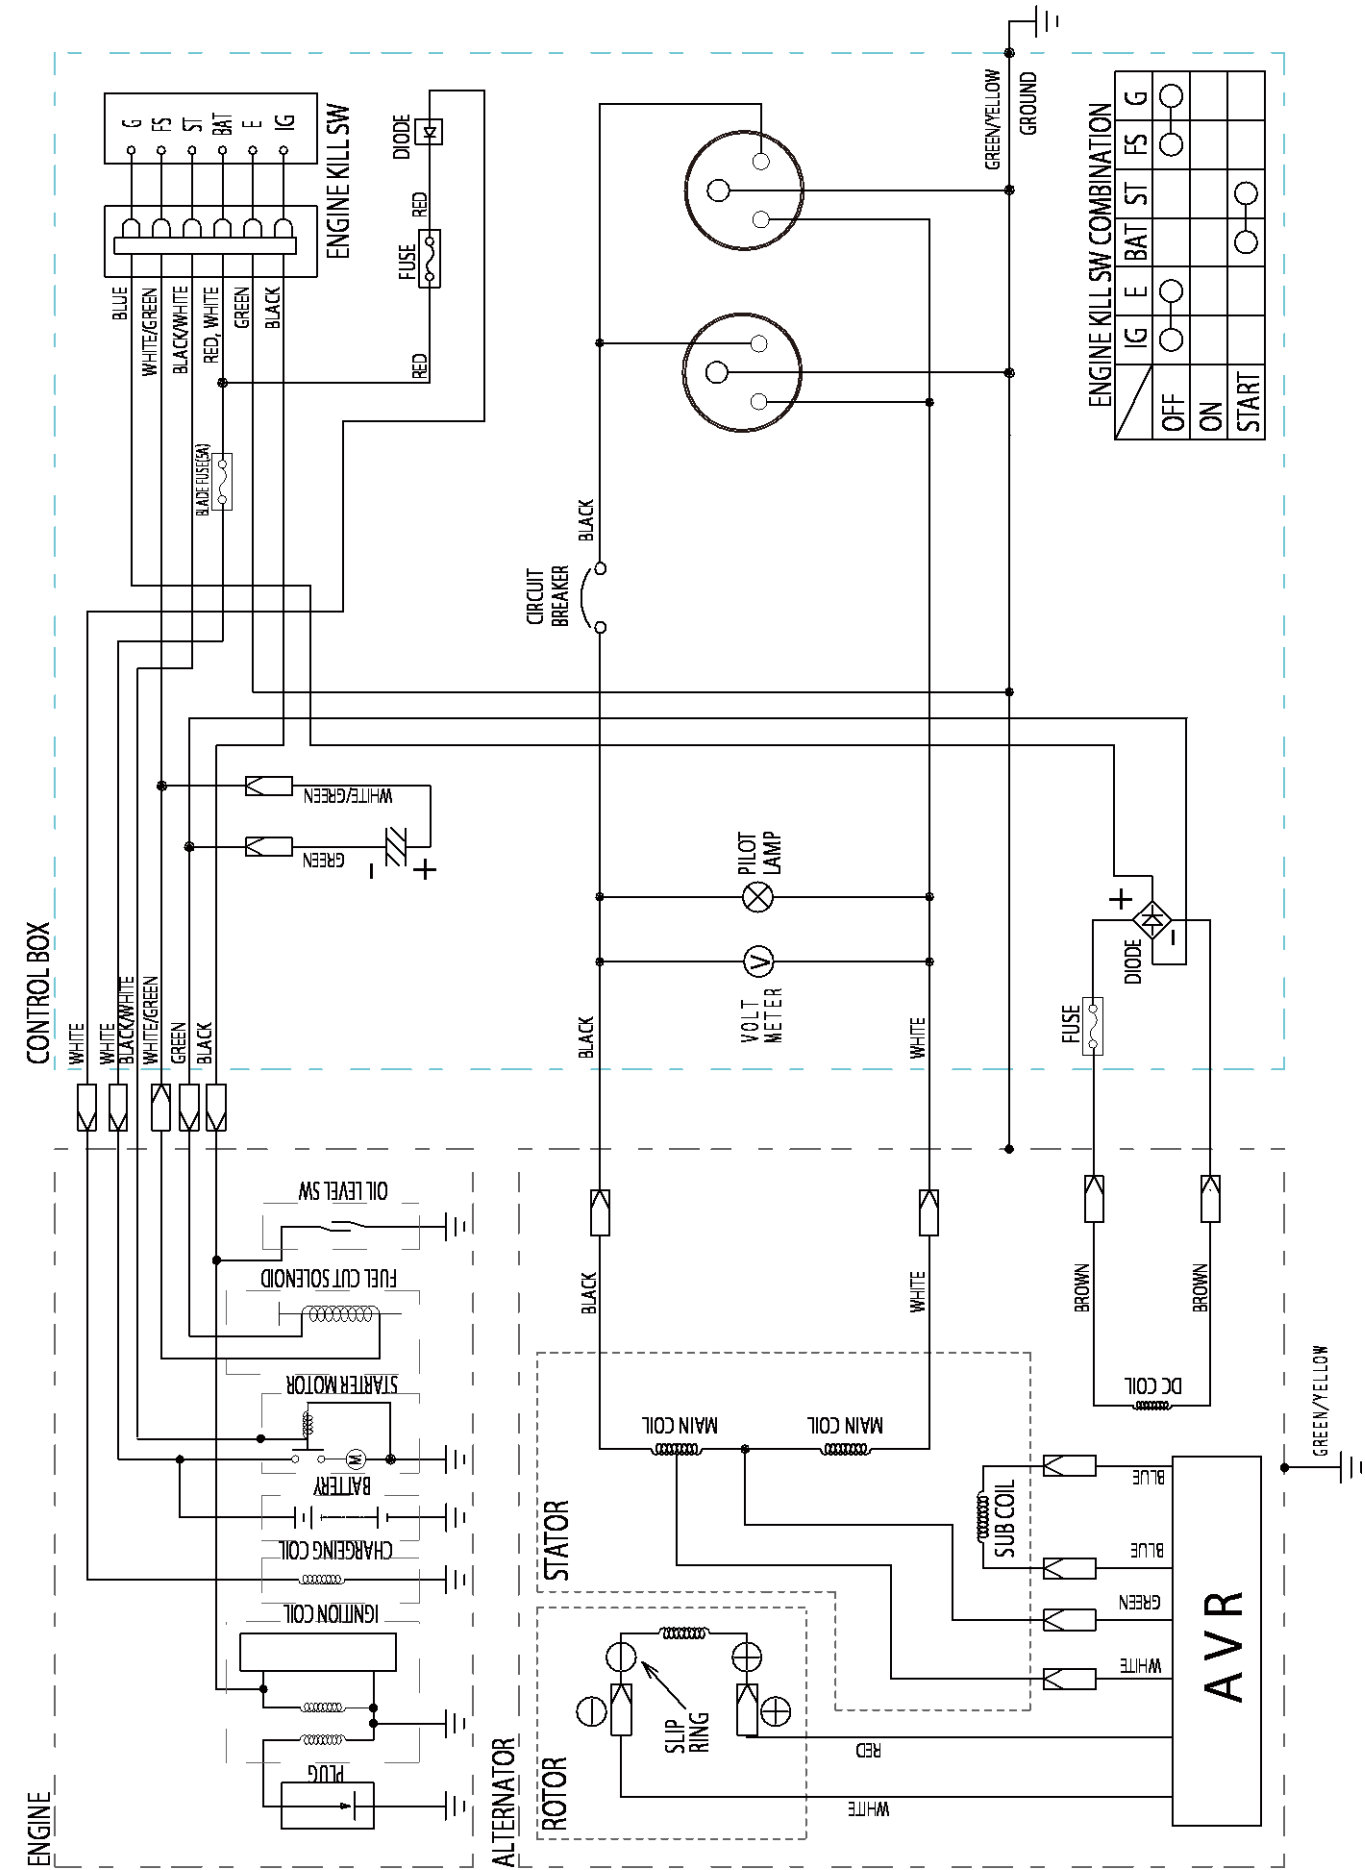 CONTROL BOX
WHITE
WHITE
BLACK/WHITE
WHITE/GREEN
GREEN
BLACK
G
FS
ST
BAT
E
IG
ENGINE KILL SW
BLUE
WHITE/GREEN
BLACK/WHITE
RED, WHITE
GREEN
BLACK
BLADE FUSE(5A)
DIODE
RED
FUSE
RED
WHITE/GREEN
GREEN
-
+
CIRCUIT
BREAKER
BLACK
PILOT
LAMP
VOLT
METER
V
BLACK
WHITE
GREEN/YELLOW
GROUND
ENGINE KILL SW COMBINATION
IG E BAT ST FS G
OFF
ON
START
+
-
DIODE
FUSE
ENGINE
OIL LEVEL SW
FUEL CUT SOLENOID
STARTER MOTOR
M
BATTERY
CHARGEING COIL
IGNITION COIL
PLUG
ALTERNATOR
BLACK
WHITE
BROWN
BROWN
DC COIL
MAIN COIL
MAIN COIL
STATOR
SUB COIL
BLUE
BLUE
GREEN
WHITE
ROTOR
SLIP
RING
RED
WHITE
AVR
GREEN/YELLOW